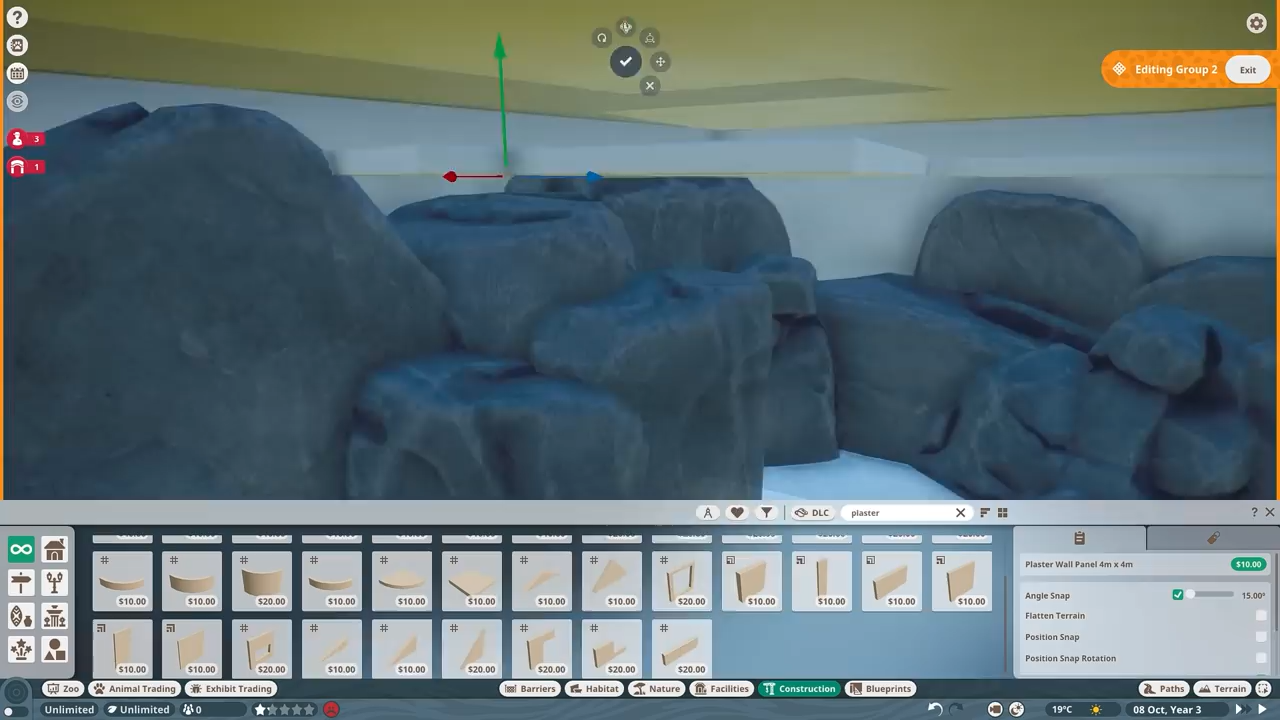 ?
Editing Group 2
Exit
3
1
A
DLC
plaster
?
$10.00 $10.00 $20.00 $10.00 $10.00 $10.00 $10.00 $10.00 $20.00 $10.00 $10.00 $10.00 $10.00
$10.00 $10.00 $20.00 $10.00 $10.00 $10.00 $20.00 $20.00 $20.00
Plaster Wall Panel 4m x 4m
$10.00
Angle Snap
15.00°
Flatten Terrain
Position Snap
Position Snap Rotation
Zoo
Animal Trading
Exhibit Trading
Barriers
Habitat
Nature
Facilities
Construction
Blueprints
Paths
Terrain
Unlimited
Unlimited
0
19°C
08 Oct, Year 3